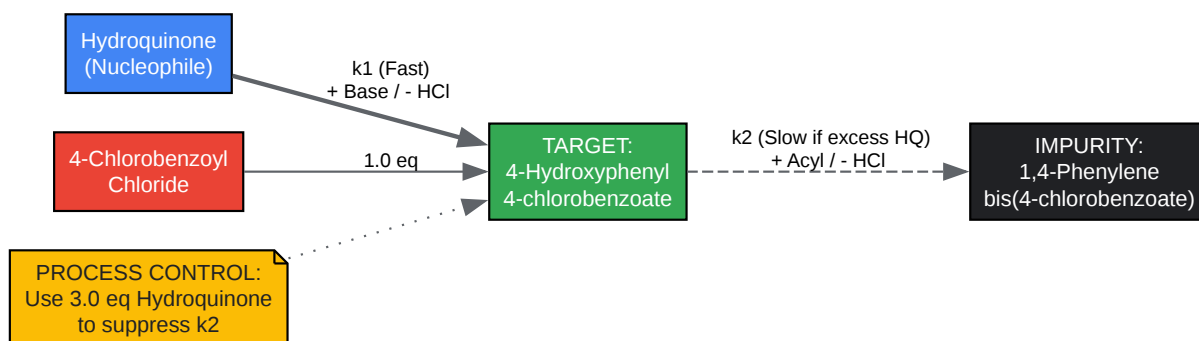 Hydroquinone
(Nucleophile)
k1 (Fast)
+ Base / - HCl
4-Chlorobenzoyl
Chloride
1.0 eq
TARGET:
4-Hydroxyphenyl
4-chlorobenzoate
k2 (Slow if excess HQ)
+ Acyl / - HCl
IMPURITY:
1,4-Phenylene
bis(4-chlorobenzoate)
PROCESS CONTROL:
Use 3.0 eq Hydroquinone
to suppress k2